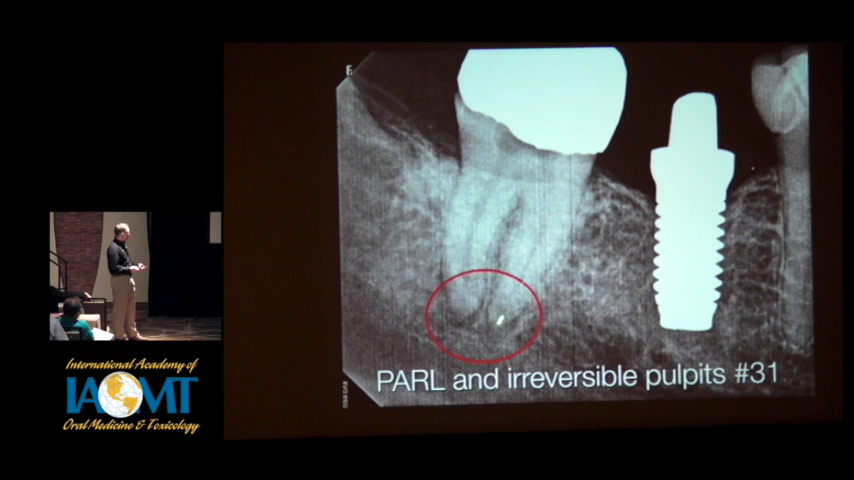 PARL and irreversible pulpits #31
International Academy of
IAOMT
Oral Medicine & Toxicology